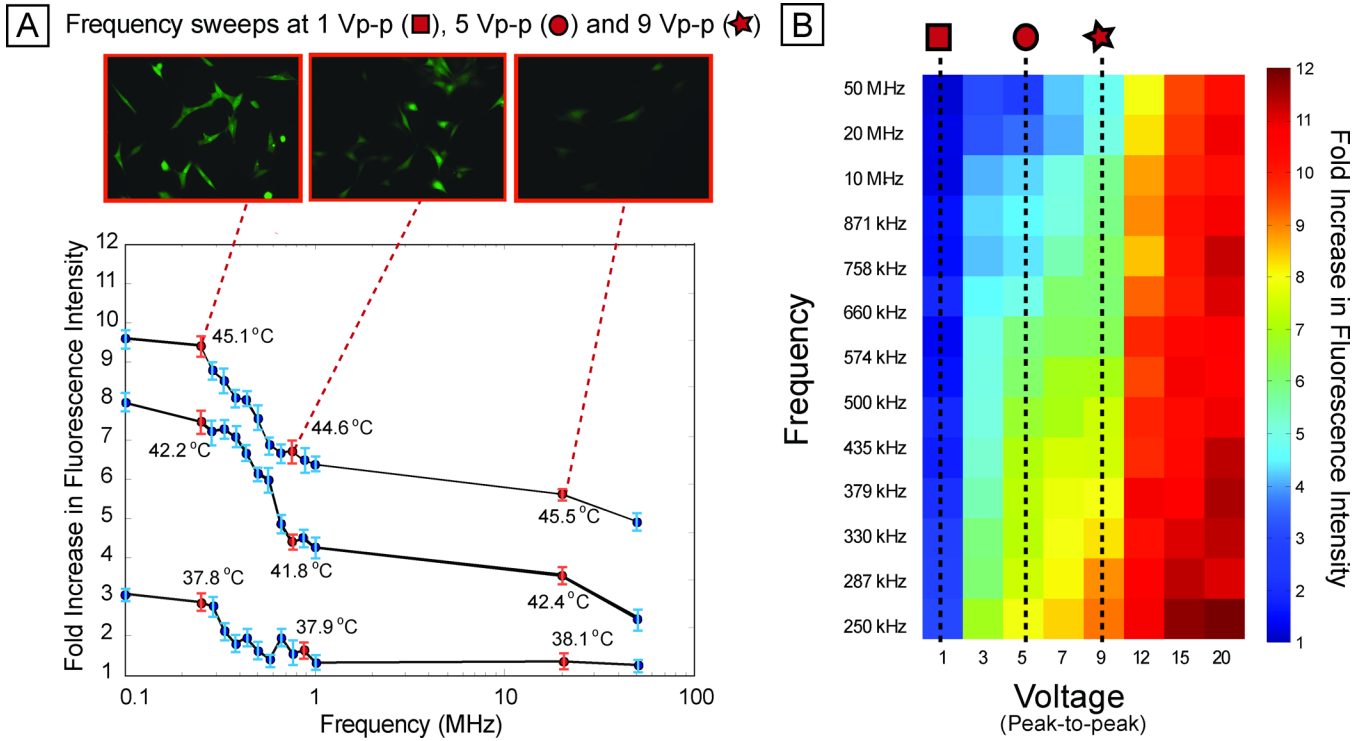 A Frequency sweeps at 1 Vp-p (■), 5 Vp-p (●) and 9 Vp-p (★)
12
11
10
9
8
7
6
5
4
3
2
1
Fold Increase in Fluorescence Intensity
45.1 °C
44.6 °C
42.2 °C
45.5 °C
41.8 °C
37.8 °C
42.4 °C
37.9 °C
38.1 °C
0.1 1 10 100
Frequency (MHz)
B
Frequency
50 MHz
20 MHz
10 MHz
871 kHz
758 kHz
660 kHz
574 kHz
500 kHz
435 kHz
379 kHz
330 kHz
287 kHz
250 kHz
1 3 5 7 9 12 15 20
Voltage
(Peak-to-peak)
12
11
10
9
8
7
6
5
4
3
2
1
Fold Increase in Fluorescence Intensity